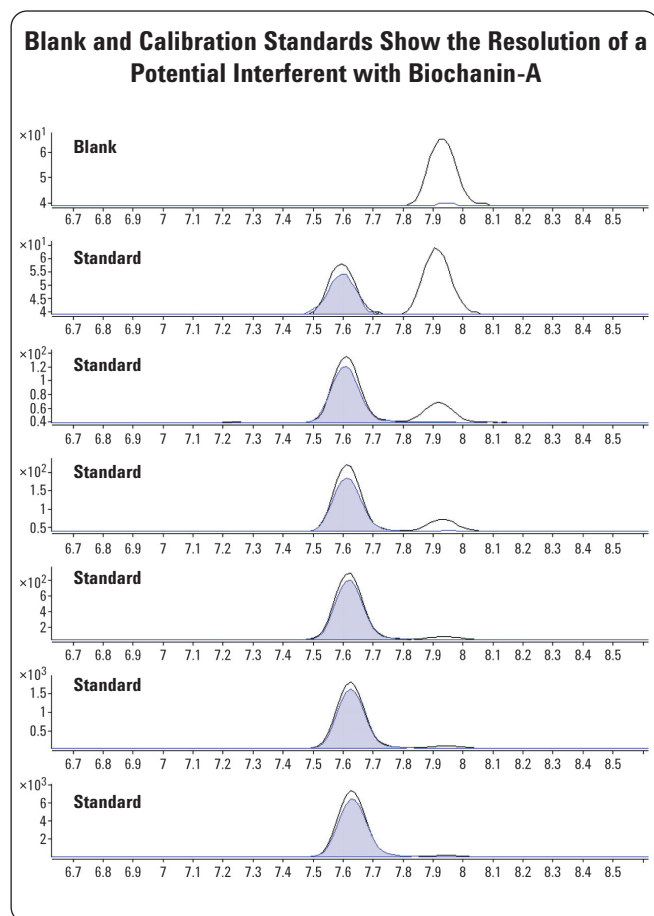 Blank and Calibration Standards Show the Resolution of a
Potential Interferent with Biochanin-A
×10¹
Blank
6
5
4
6.7 6.8 6.9 7 7.1 7.2 7.3 7.4 7.5 7.6 7.7 7.8 7.9 8 8.1 8.2 8.3 8.4 8.5
×10¹
Standard
6
5.5
5
4.5
4
6.7 6.8 6.9 7 7.1 7.2 7.3 7.4 7.5 7.6 7.7 7.8 7.9 8 8.1 8.2 8.3 8.4 8.5
×10²
Standard
1.2
1
0.8
0.6
0.4
6.7 6.8 6.9 7 7.1 7.2 7.3 7.4 7.5 7.6 7.7 7.8 7.9 8 8.1 8.2 8.3 8.4 8.5
×10²
Standard
1.5
1
0.5
6.7 6.8 6.9 7 7.1 7.2 7.3 7.4 7.5 7.6 7.7 7.8 7.9 8 8.1 8.2 8.3 8.4 8.5
×10²
Standard
6
4
2
6.7 6.8 6.9 7 7.1 7.2 7.3 7.4 7.5 7.6 7.7 7.8 7.9 8 8.1 8.2 8.3 8.4 8.5
×10³
Standard
1.5
1
0.5
6.7 6.8 6.9 7 7.1 7.2 7.3 7.4 7.5 7.6 7.7 7.8 7.9 8 8.1 8.2 8.3 8.4 8.5
×10³
Standard
6
4
2
6.7 6.8 6.9 7 7.1 7.2 7.3 7.4 7.5 7.6 7.7 7.8 7.9 8 8.1 8.2 8.3 8.4 8.5